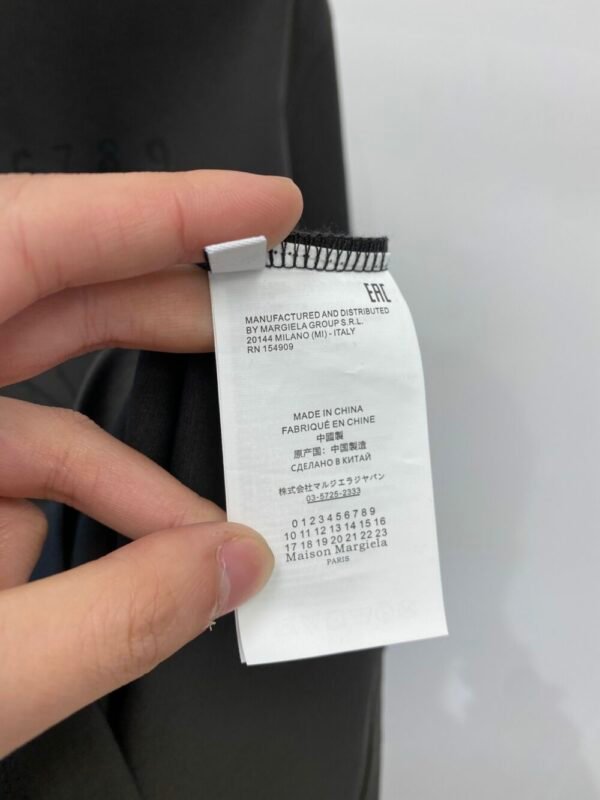 6789
EAC
MANUFACTURED AND DISTRIBUTED
BY MARGIELA GROUP S.R.L.
20144 MILANO (MI) - ITALY
RN 154909
MADE IN CHINA
FABRIQUÉ EN CHINE
中國製
原产国：中国製造
СДЕЛАНО В КИТАЙ
株式会社マルジェラジャパン
03-5725-2333
0 1 2 3 4 5 6 7 8 9
10 11 12 13 14 15 16
17 18 19 20 21 22 23
Maison Margiela
PARIS